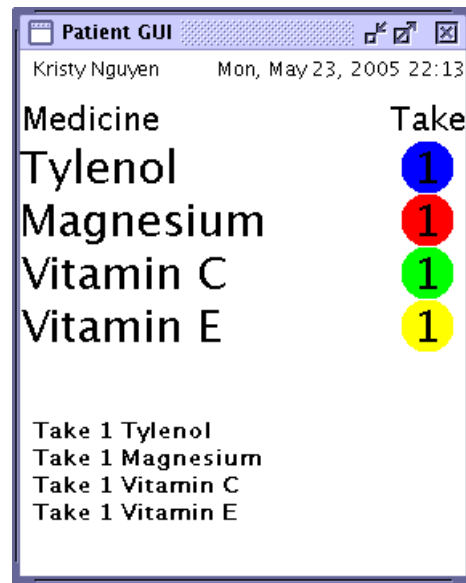 Patient GUI
Kristy Nguyen Mon, May 23, 2005 22:13
Medicine Take
Tylenol 1
Magnesium 1
Vitamin C 1
Vitamin E 1
Take 1 Tylenol
Take 1 Magnesium
Take 1 Vitamin C
Take 1 Vitamin E